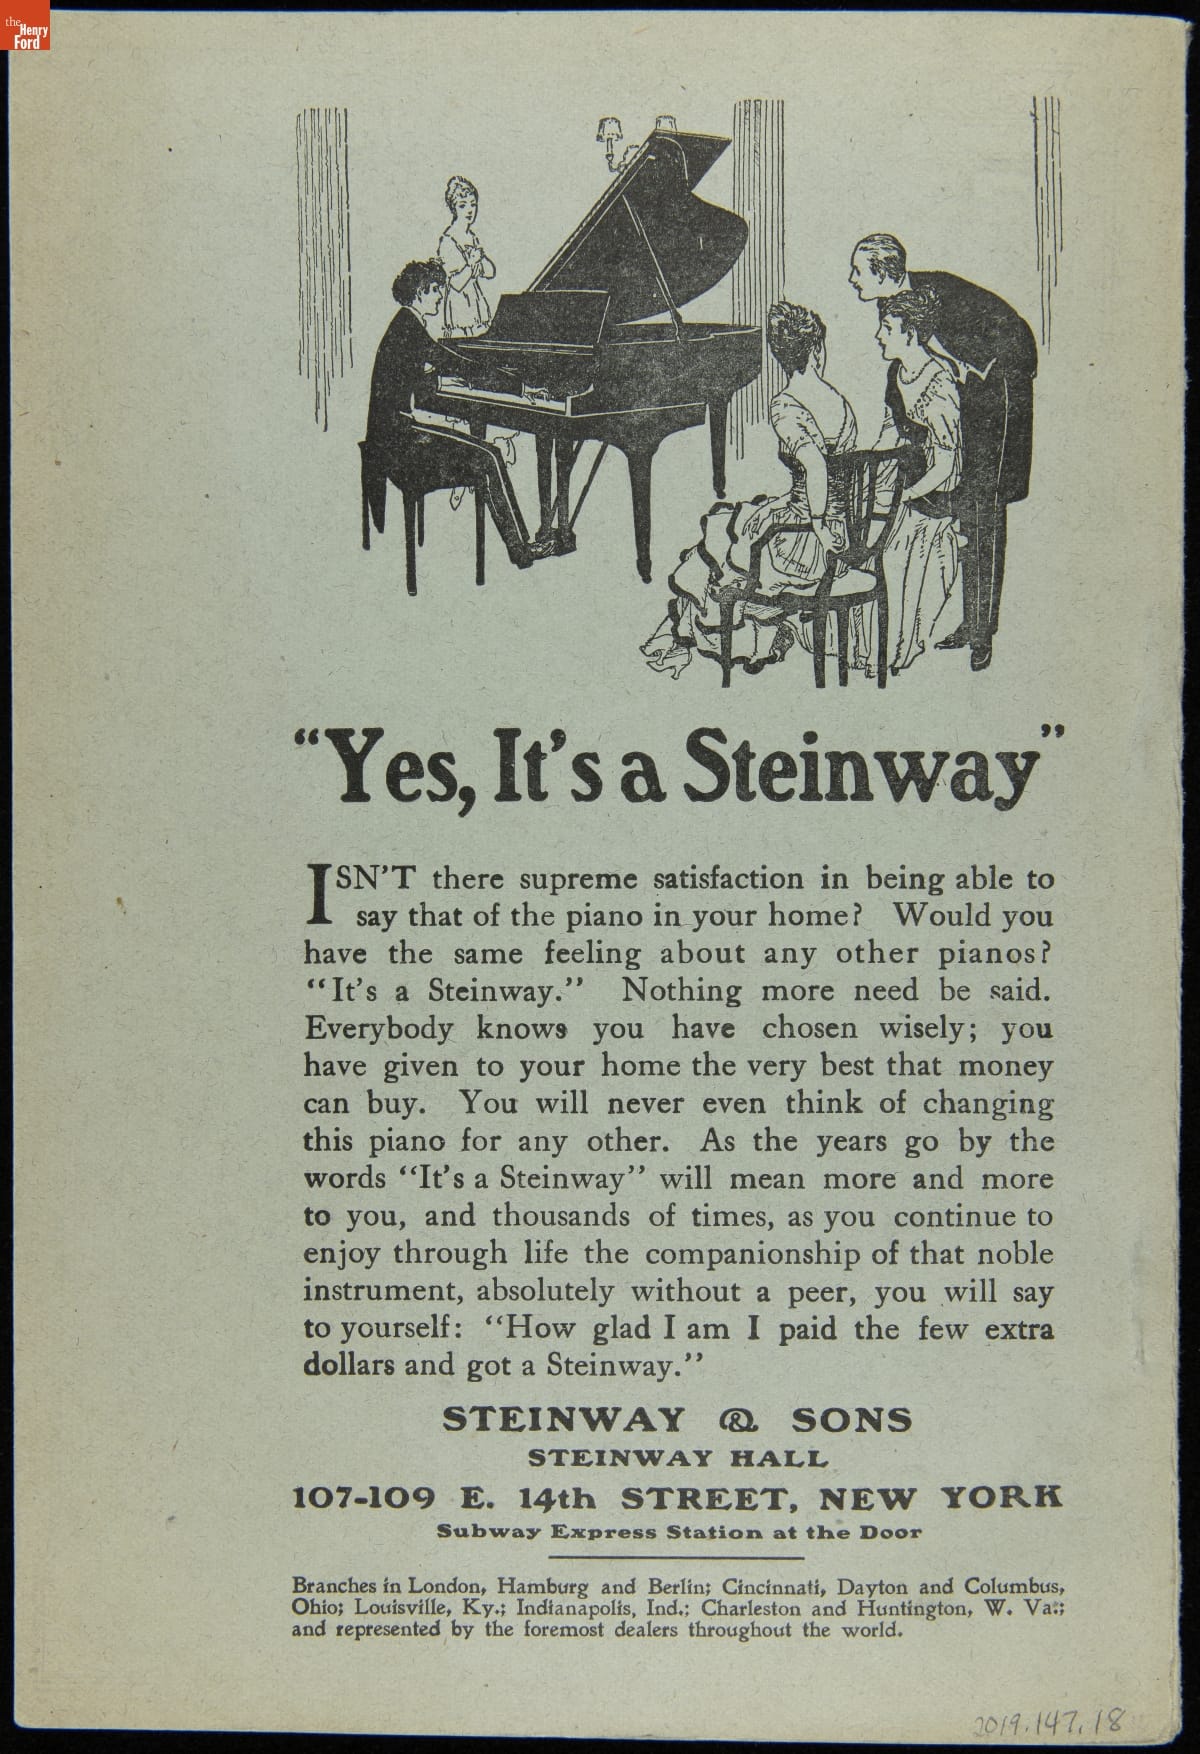 the
Henry
Ford
"Yes, It's a Steinway"
ISN'T there supreme satisfaction in being able to
say that of the piano in your home? Would you
have the same feeling about any other pianos?
"It's a Steinway." Nothing more need be said.
Everybody knows you have chosen wisely; you
have given to your home the very best that money
can buy. You will never even think of changing
this piano for any other. As the years go by the
words "It's a Steinway" will mean more and more
to you, and thousands of times, as you continue to
enjoy through life the companionship of that noble
instrument, absolutely without a peer, you will say
to yourself: "How glad I am I paid the few extra
dollars and got a Steinway."
STEINWAY & SONS
STEINWAY HALL
107-109 E. 14th STREET, NEW YORK
Subway Express Station at the Door
Branches in London, Hamburg and Berlin; Cincinnati, Dayton and Columbus,
Ohio; Louisville, Ky.; Indianapolis, Ind.; Charleston and Huntington, W. Va.;
and represented by the foremost dealers throughout the world.
2019.147.18